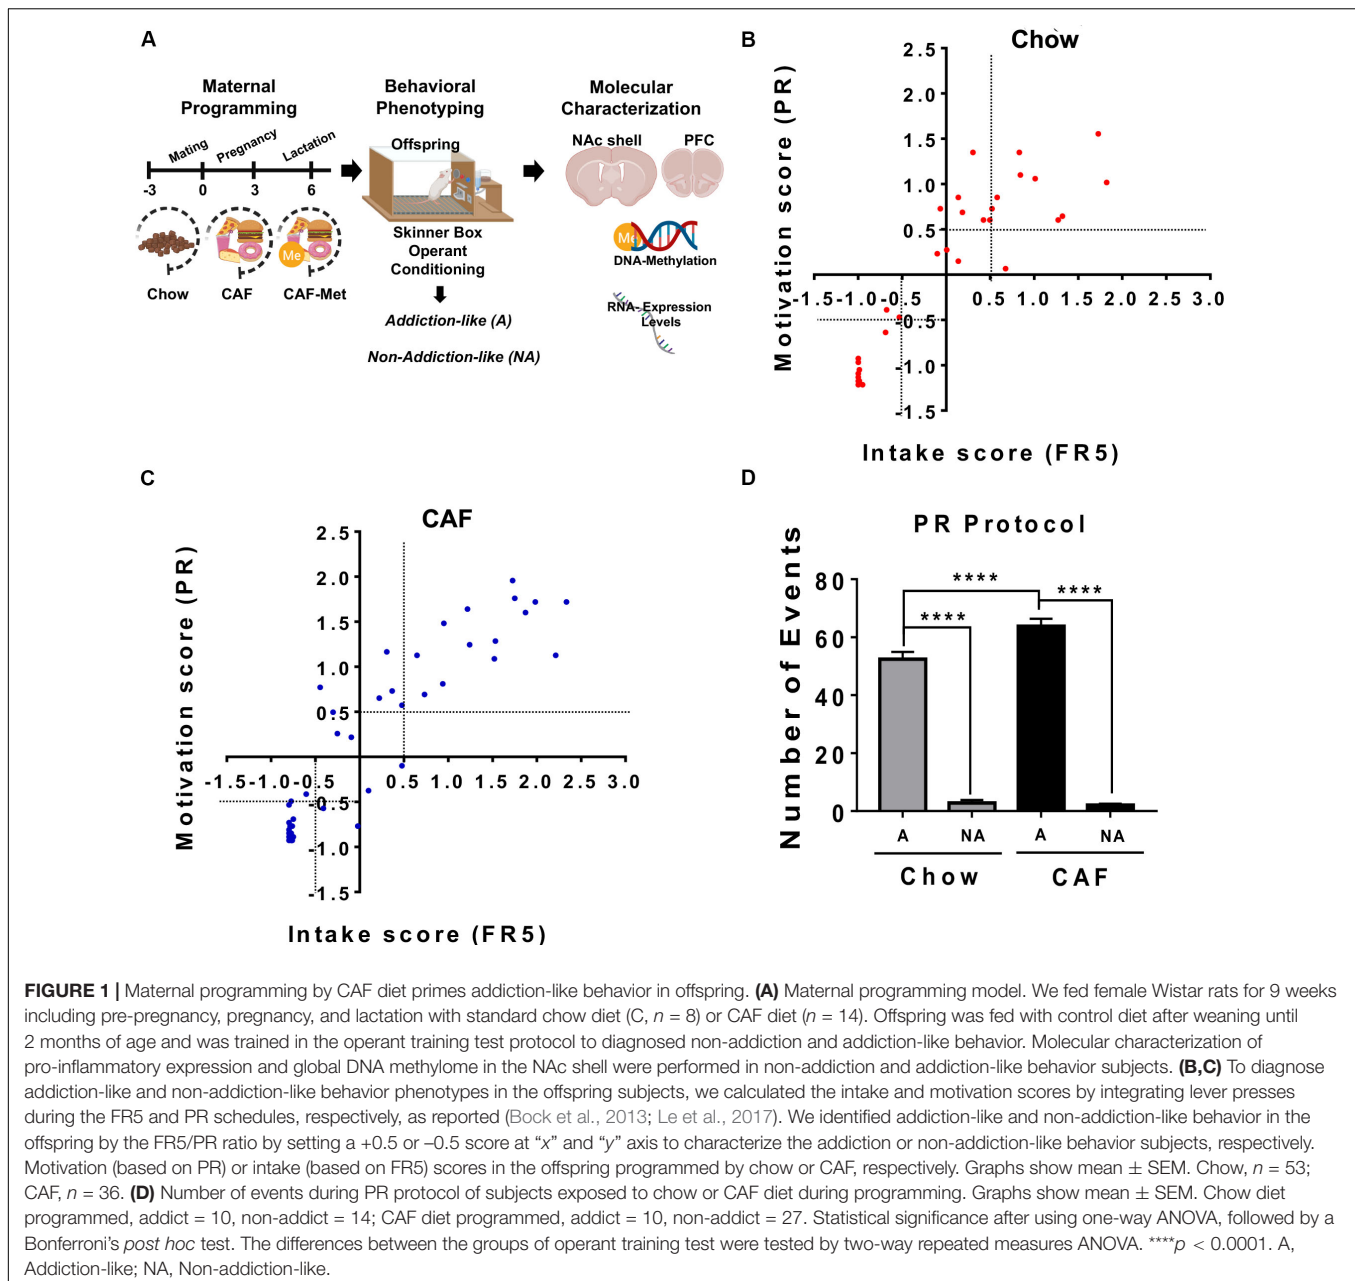 A
Maternal
Programming
Mating
Pregnancy
Lactation
-3
0
3
6
Chow
CAF
Me
CAF-Met
Behavioral
Phenotyping
Offspring
Skinner Box
Operant
Conditioning
Addiction-like (A)
Non-Addiction-like (NA)
Molecular
Characterization
NAc shell
PFC
Me
DNA-Methylation
RNA- Expression
Levels
B
Chow
Motivation score (PR)
2.5
2.0
1.5
1.0
0.5
-1.5
-1.0
-0.5
0.5
1.0
1.5
2.0
2.5
3.0
-0.5
-1.0
-1.5
Intake score (FR5)
C
CAF
Motivation score (PR)
2.5
2.0
1.5
1.0
0.5
-1.5
-1.0
-0.5
0.5
1.0
1.5
2.0
2.5
3.0
-0.5
-1.0
-1.5
Intake score (FR5)
D
PR Protocol
Number of Events
80
60
40
20
0
****
****
****
A
NA
A
NA
Chow
CAF
FIGURE 1 | Maternal programming by CAF diet primes addiction-like behavior in offspring. (A) Maternal programming model. We fed female Wistar rats for 9 weeks
including pre-pregnancy, pregnancy, and lactation with standard chow diet (C, n = 8) or CAF diet (n = 14). Offspring was fed with control diet after weaning until
2 months of age and was trained in the operant training test protocol to diagnosed non-addiction and addiction-like behavior. Molecular characterization of
pro-inflammatory expression and global DNA methylome in the NAc shell were performed in non-addiction and addiction-like behavior subjects. (B,C) To diagnose
addiction-like and non-addiction-like behavior phenotypes in the offspring subjects, we calculated the intake and motivation scores by integrating lever presses
during the FR5 and PR schedules, respectively, as reported (Bock et al., 2013; Le et al., 2017). We identified addiction-like and non-addiction-like behavior in the
offspring by the FR5/PR ratio by setting a +0.5 or –0.5 score at “x” and “y” axis to characterize the addiction or non-addiction-like behavior subjects, respectively.
Motivation (based on PR) or intake (based on FR5) scores in the offspring programmed by chow or CAF, respectively. Graphs show mean ± SEM. Chow, n = 53;
CAF, n = 36. (D) Number of events during PR protocol of subjects exposed to chow or CAF diet during programming. Graphs show mean ± SEM. Chow diet
programmed, addict = 10, non-addict = 14; CAF diet programmed, addict = 10, non-addict = 27. Statistical significance after using one-way ANOVA, followed by a
Bonferroni’s post hoc test. The differences between the groups of operant training test were tested by two-way repeated measures ANOVA. ****p < 0.0001. A,
Addiction-like; NA, Non-addiction-like.